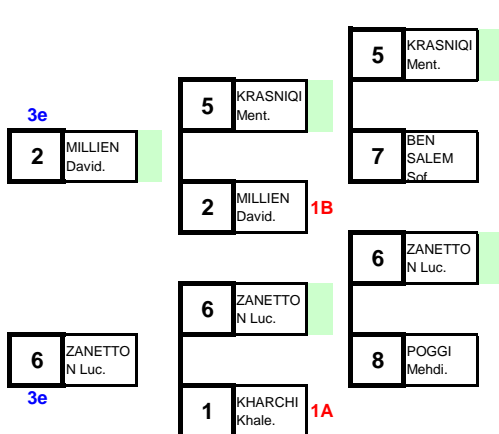 3e
2
MILLIEN
David.
6
ZANETTO
N Luc.
3e
5
KRASNIQI
Ment.
2
MILLIEN
David.
1B
6
ZANETTO
N Luc.
1
KHARCHI
Khale.
1A
5
KRASNIQI
Ment.
7
BEN
SALEM
Sof
6
ZANETTO
N Luc.
8
POGGI
Mehdi.